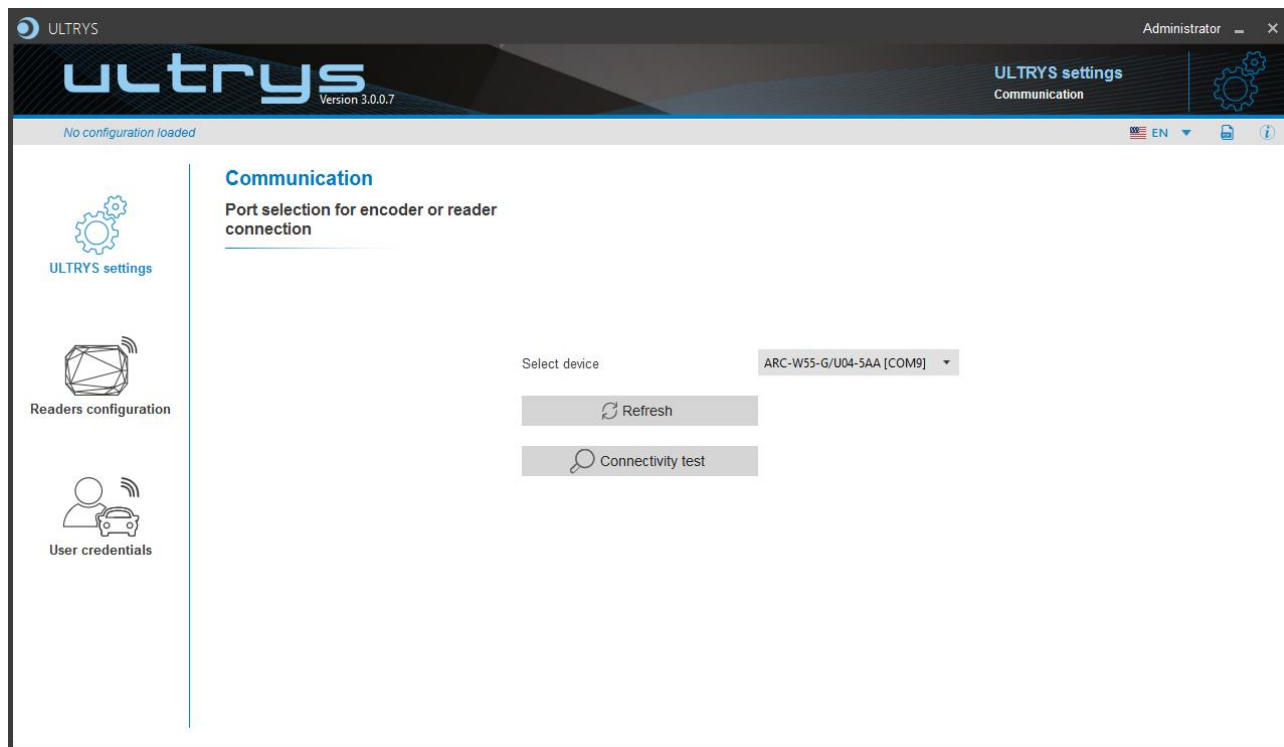 ULTRYS
Administrator
ultrys
Version 3.0.0.7
ULTRYS settings
Communication
No configuration loaded
EN
Communication
Port selection for encoder or reader
connection
ULTRYS settings
Select device
ARC-W55-G/U04-5AA [COM9]
Refresh
Readers configuration
Connectivity test
User credentials